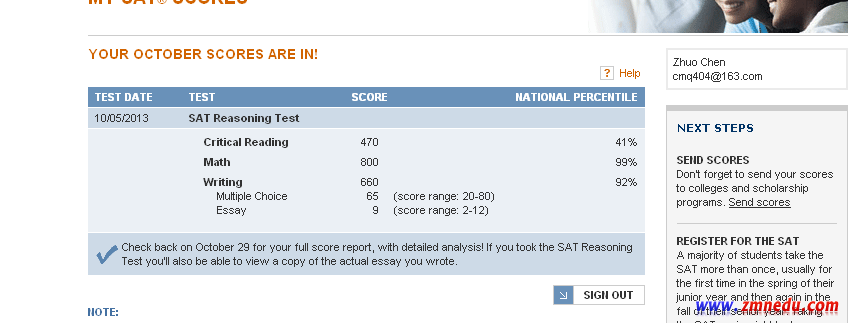 MY SAT® SCORES
YOUR OCTOBER SCORES ARE IN!
? Help
TEST DATE TEST SCORE NATIONAL PERCENTILE
10/05/2013 SAT Reasoning Test
Critical Reading 470 41%
Math 800 99%
Writing 660 92%
Multiple Choice 65 (score range: 20-80)
Essay 9 (score range: 2-12)
Check back on October 29 for your full score report, with detailed analysis! If you took the SAT Reasoning
Test you'll also be able to view a copy of the actual essay you wrote.
SIGN OUT
NOTE:
Zhuo Chen
cmq404@163.com
NEXT STEPS
SEND SCORES
Don't forget to send your scores
to colleges and scholarship
programs. Send scores
REGISTER FOR THE SAT
A majority of students take the
SAT more than once, usually for
the first time in the spring of their
junior year and then again in the
fall of their senior year. Taking
www.zmnedu.com